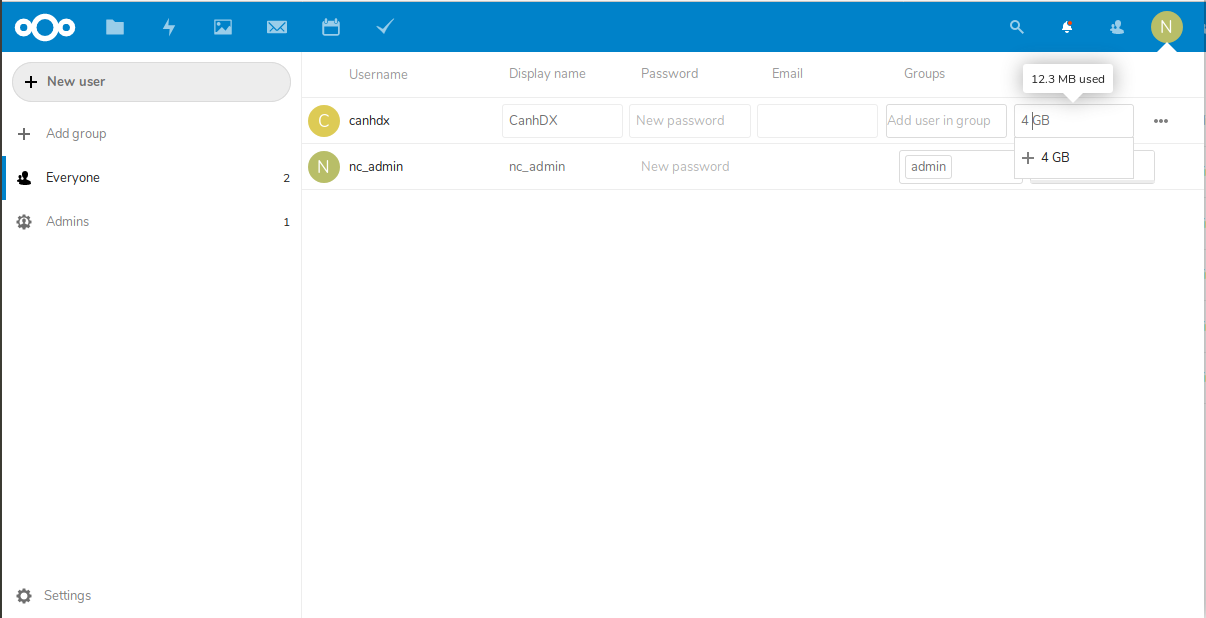 N
New user
Username
Display name
Password
Email
Groups
12.3 MB used
Add group
C
canhdx
CanhDX
New password
Add user in group
4 GB
4 GB
Everyone
2
N
nc_admin
nc_admin
New password
admin
Admins
1
Settings